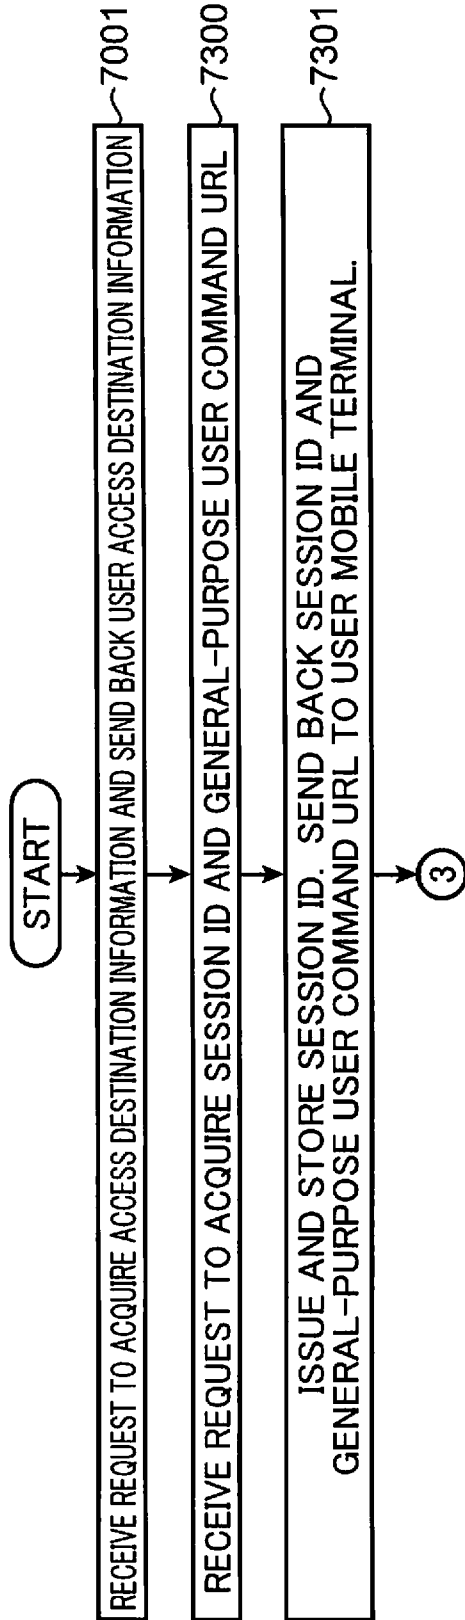 START
RECEIVE REQUEST TO ACQUIRE ACCESS DESTINATION INFORMATION AND SEND BACK USER ACCESS DESTINATION INFORMATION
7001
RECEIVE REQUEST TO ACQUIRE SESSION ID AND GENERAL-PURPOSE USER COMMAND URL
7300
ISSUE AND STORE SESSION ID. SEND BACK SESSION ID AND
GENERAL-PURPOSE USER COMMAND URL TO USER MOBILE TERMINAL.
7301
3